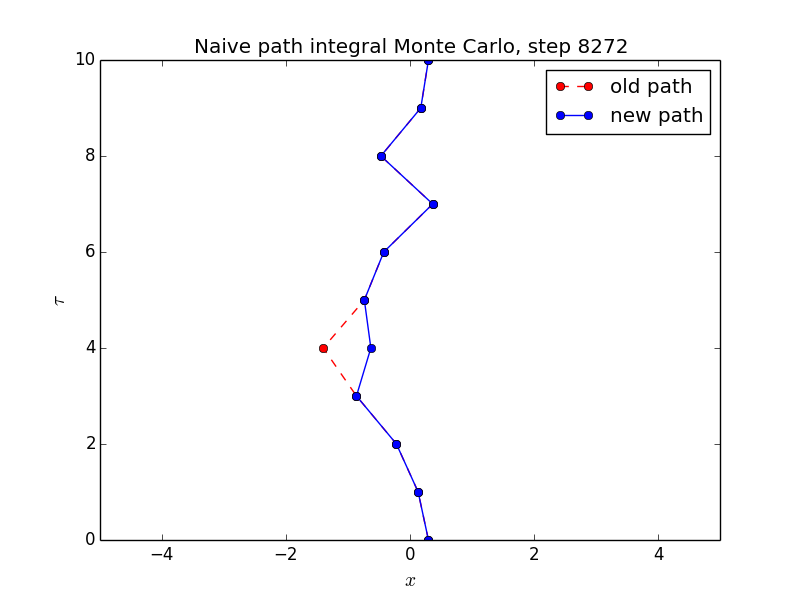 Naive path integral Monte Carlo, step 8272
old path
new path
10
8
6
4
2
0
τ
−4 −2 0 2 4
x